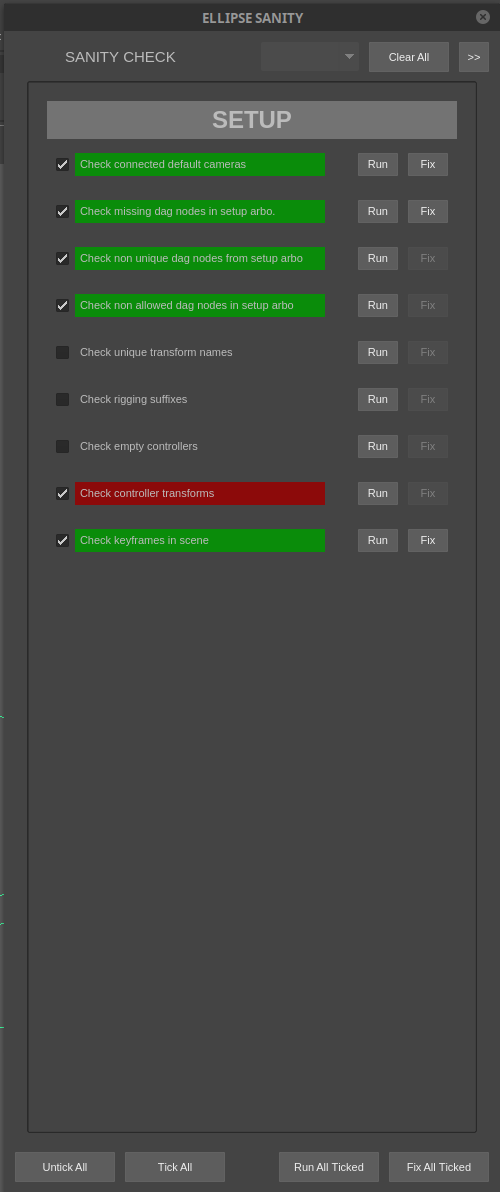 ELLIPSE SANITY
SANITY CHECK
Clear All
>>
SETUP
Check connected default cameras Run Fix
Check missing dag nodes in setup arbo. Run Fix
Check non unique dag nodes from setup arbo Run Fix
Check non allowed dag nodes in setup arbo Run Fix
Check unique transform names Run Fix
Check rigging suffixes Run Fix
Check empty controllers Run Fix
Check controller transforms Run Fix
Check keyframes in scene Run Fix
Untick All Tick All Run All Ticked Fix All Ticked